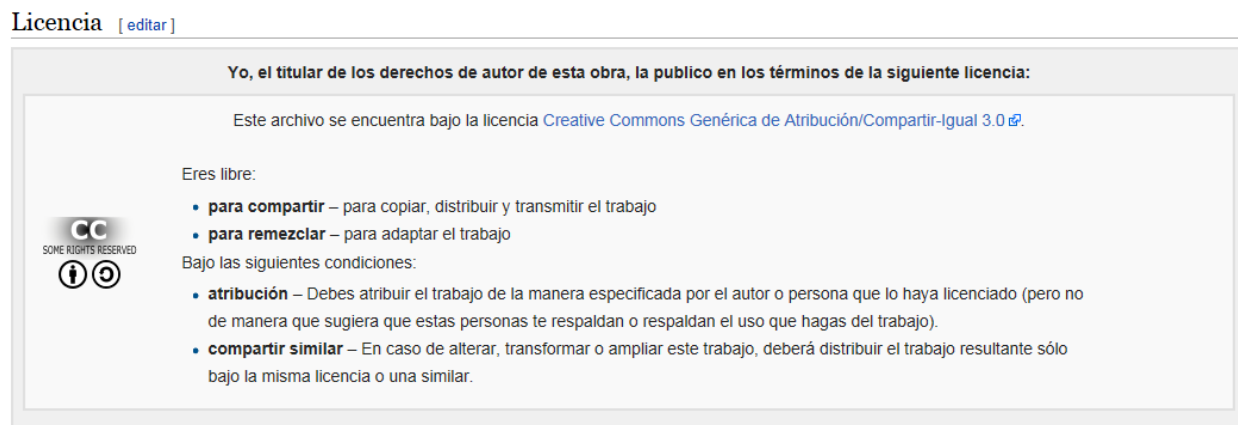 Licencia [ editar ]
Yo, el titular de los derechos de autor de esta obra, la publico en los términos de la siguiente licencia:
Este archivo se encuentra bajo la licencia Creative Commons Genérica de Atribución/Compartir-Igual 3.0.
Eres libre:
• para compartir – para copiar, distribuir y transmitir el trabajo
• para remezclar – para adaptar el trabajo
CC
SOME RIGHTS RESERVED
Bajo las siguientes condiciones:
• atribución – Debes atribuir el trabajo de la manera especificada por el autor o persona que lo haya licenciado (pero no
de manera que sugiera que estas personas te respaldan o respaldan el uso que hagas del trabajo).
• compartir similar – En caso de alterar, transformar o ampliar este trabajo, deberá distribuir el trabajo resultante sólo
bajo la misma licencia o una similar.